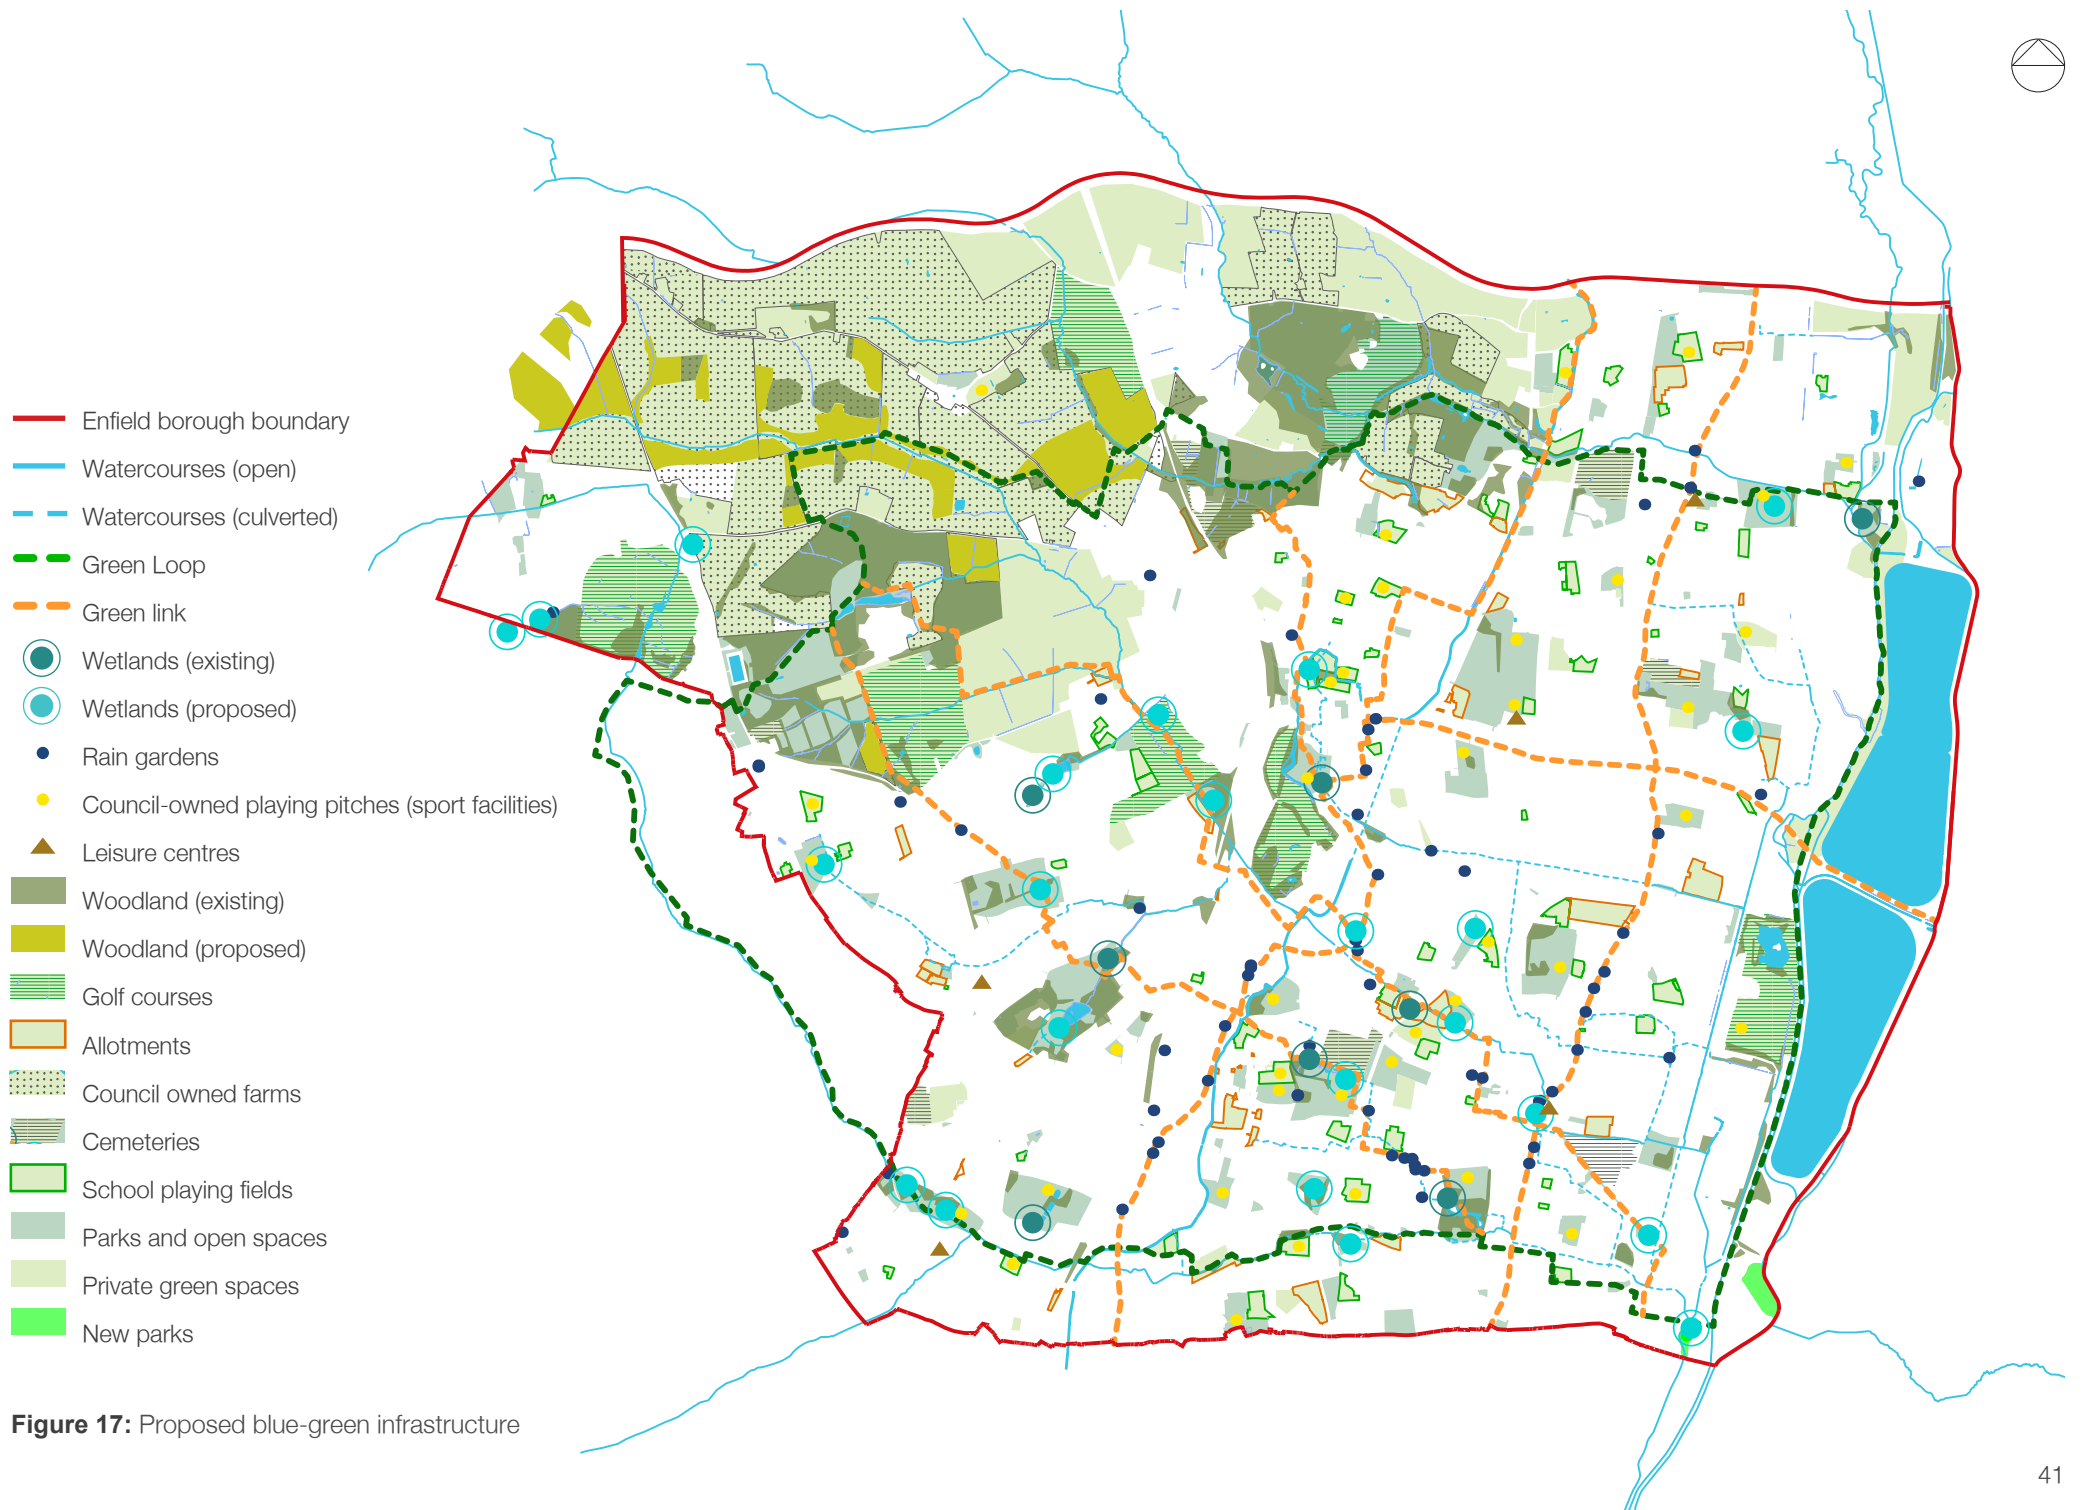 Enfield borough boundary
Watercourses (open)
Watercourses (culverted)
Green Loop
Green link
Wetlands (existing)
Wetlands (proposed)
Rain gardens
Council-owned playing pitches (sport facilities)
Leisure centres
Woodland (existing)
Woodland (proposed)
Golf courses
Allotments
Council owned farms
Cemeteries
School playing fields
Parks and open spaces
Private green spaces
New parks
Figure 17: Proposed blue-green infrastructure
41